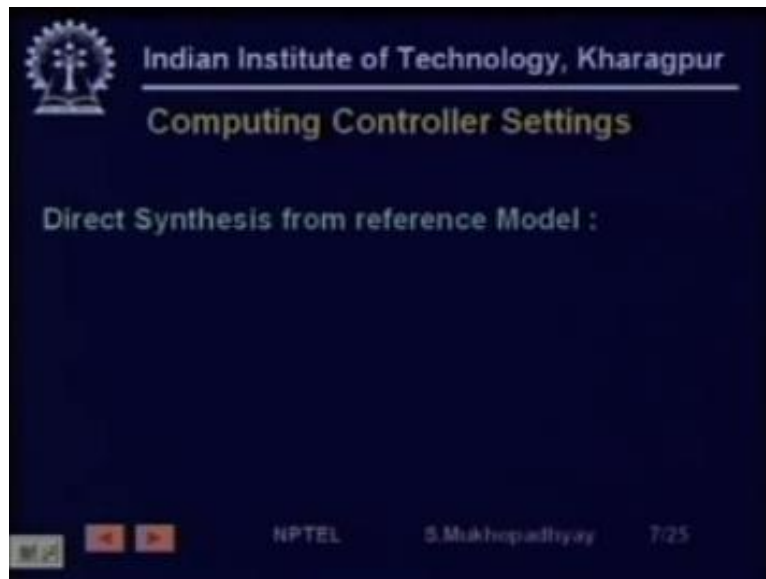 Indian Institute of Technology, Kharagpur
Computing Controller Settings
Direct Synthesis from reference Model :
NPTEL S.Mukhopadhyay 7/25